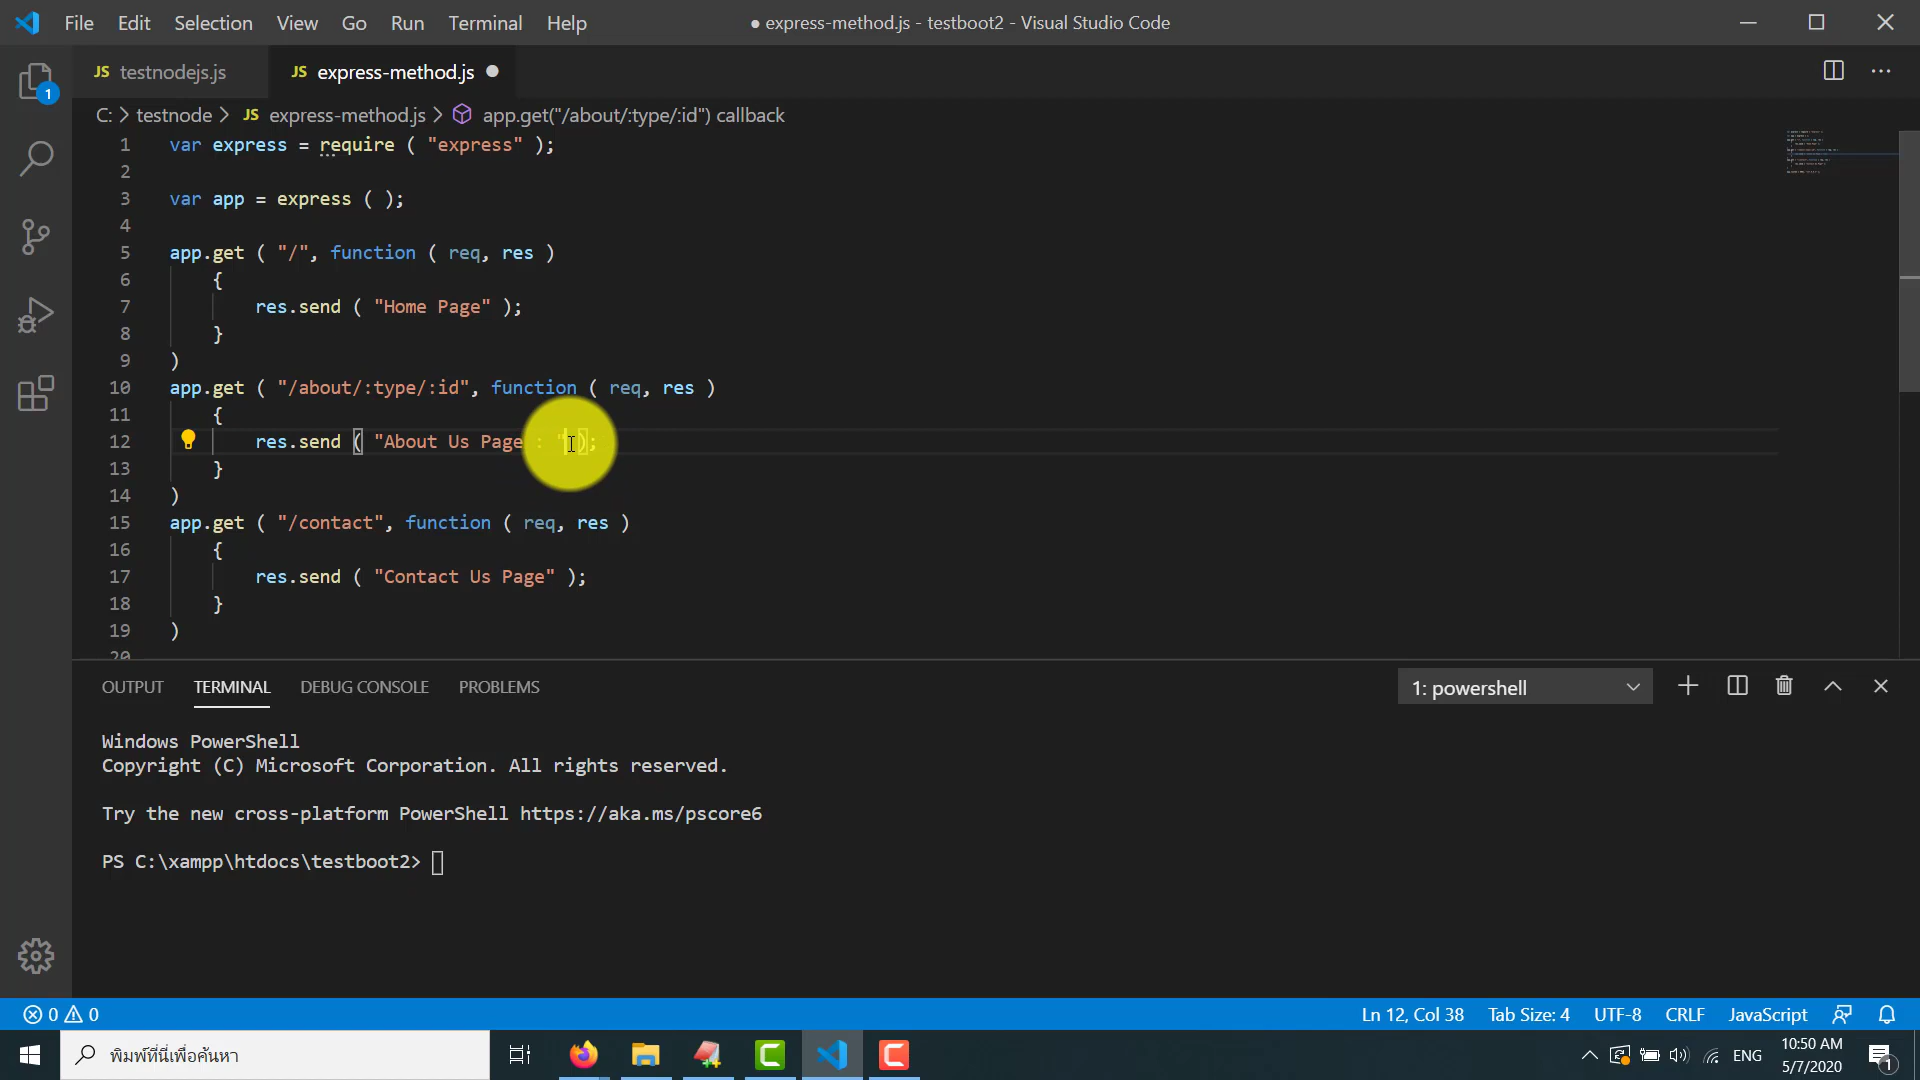 File Edit Selection View Go Run Terminal Help ● express-method.js - testboot2 - Visual Studio Code
JS testnodejs.js JS express-method.js
C: > testnode > JS express-method.js > app.get("/about/:type/:id") callback
1 var express = require ( "express" );
2
3 var app = express ( );
4
5 app.get ( "/", function ( req, res )
6 {
7 res.send ( "Home Page" );
8 }
9 )
10 app.get ( "/about/:type/:id", function ( req, res )
11 {
12 res.send ( "About Us Page : " );
13 }
14 )
15 app.get ( "/contact", function ( req, res )
16 {
17 res.send ( "Contact Us Page" );
18 }
19 )
20
OUTPUT TERMINAL DEBUG CONSOLE PROBLEMS 1: powershell
Windows PowerShell
Copyright (C) Microsoft Corporation. All rights reserved.
Try the new cross-platform PowerShell https://aka.ms/pscore6
PS C:\xampp\htdocs\testboot2>
0 0 Ln 12, Col 38 Tab Size: 4 UTF-8 CRLF JavaScript
พิมพ์ที่นี่เพื่อค้นหา ENG 10:50 AM
5/7/2020 1